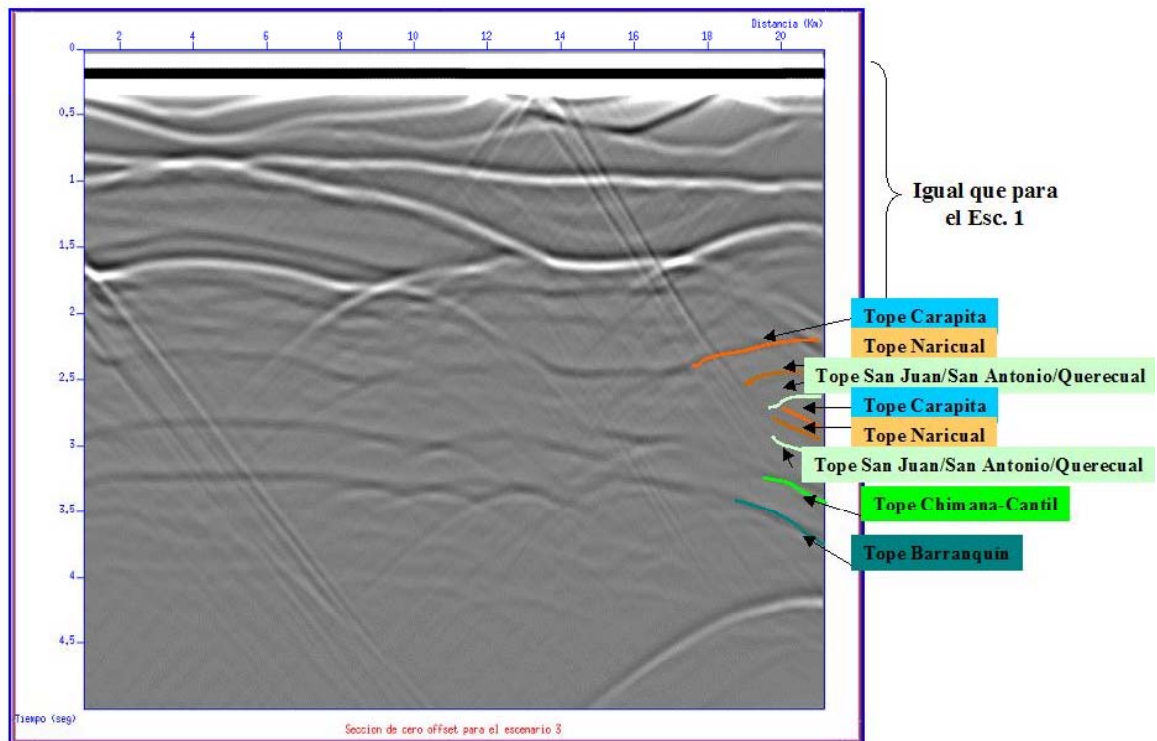 Distancia (Km)
2 4 6 8 10 12 14 16 18 20
0
0.5
1
1.5
2
2.5
3
3.5
4
4.5
Tiempo (seg)
Seccion de cero offset para el escenario 3
Igual que para
el Esc. 1
Tope Carapita
Tope Naricual
Tope San Juan/San Antonio/Querecual
Tope Carapita
Tope Naricual
Tope San Juan/San Antonio/Querecual
Tope Chimana-Cantil
Tope Barranquín